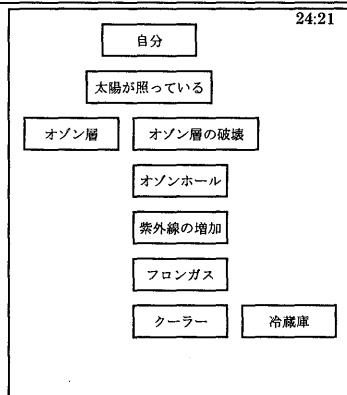 24:21
自分
太陽が照っている
オゾン層 オゾン層の破壊
オゾンホール
紫外線の増加
フロンガス
クーラー 冷蔵庫